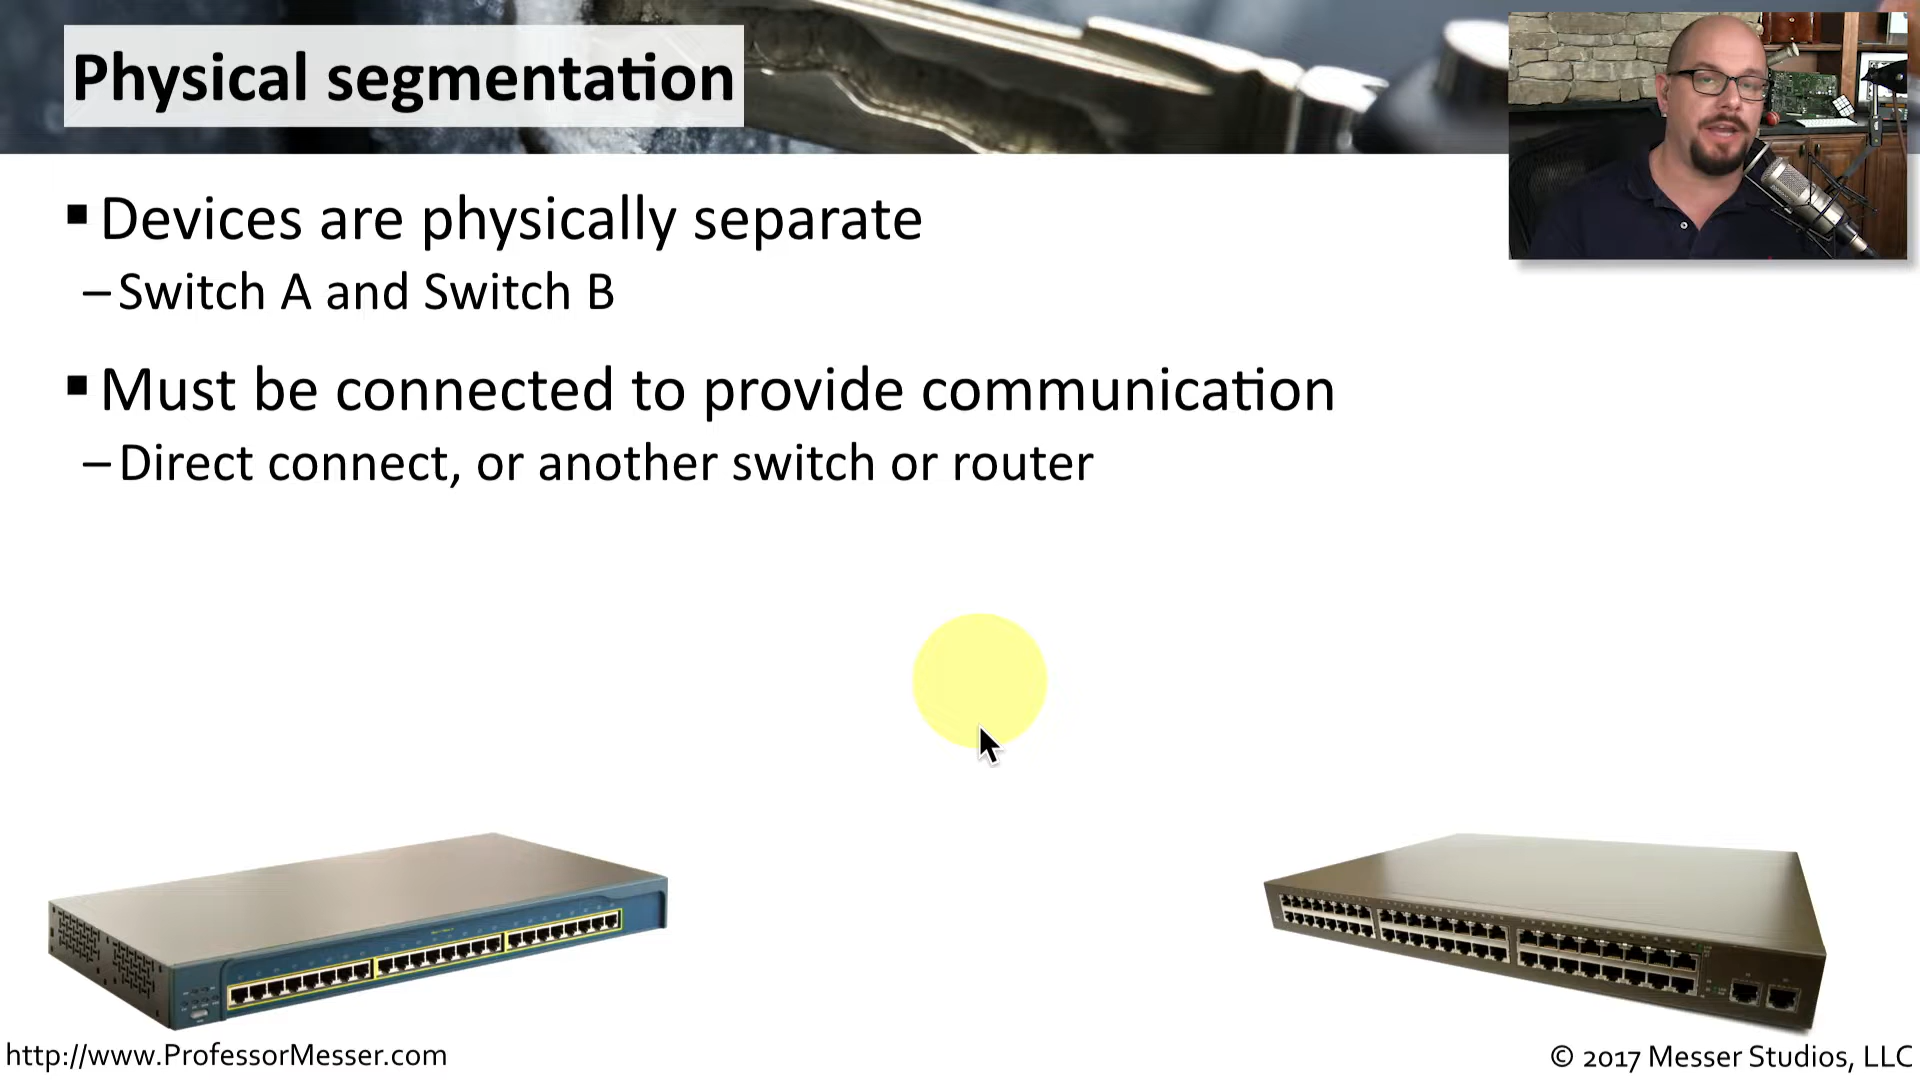 Physical segmentation
▪ Devices are physically separate
– Switch A and Switch B
▪ Must be connected to provide communication
– Direct connect, or another switch or router
http://www.ProfessorMesser.com
© 2017 Messer Studios, LLC